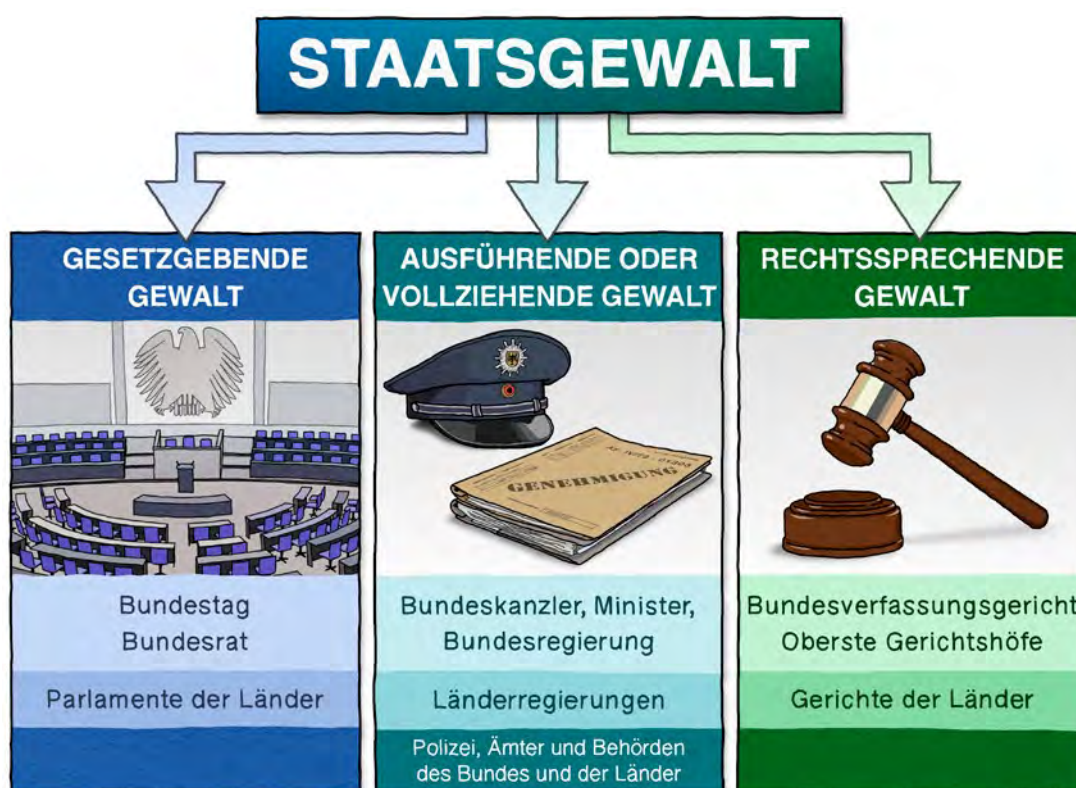 STAATSGEWALT
GESETZGEBENDE
GEWALT
Bundestag
Bundesrat
Parlamente der Länder
AUSFÜHRENDE ODER
VOLLZIEHENDE GEWALT
GENEHMIGUNG
Bundeskanzler, Minister,
Bundesregierung
Länderregierungen
Polizei, Ämter und Behörden
des Bundes und der Länder
RECHTSSPRECHENDE
GEWALT
Bundesverfassungsgericht
Oberste Gerichtshöfe
Gerichte der Länder